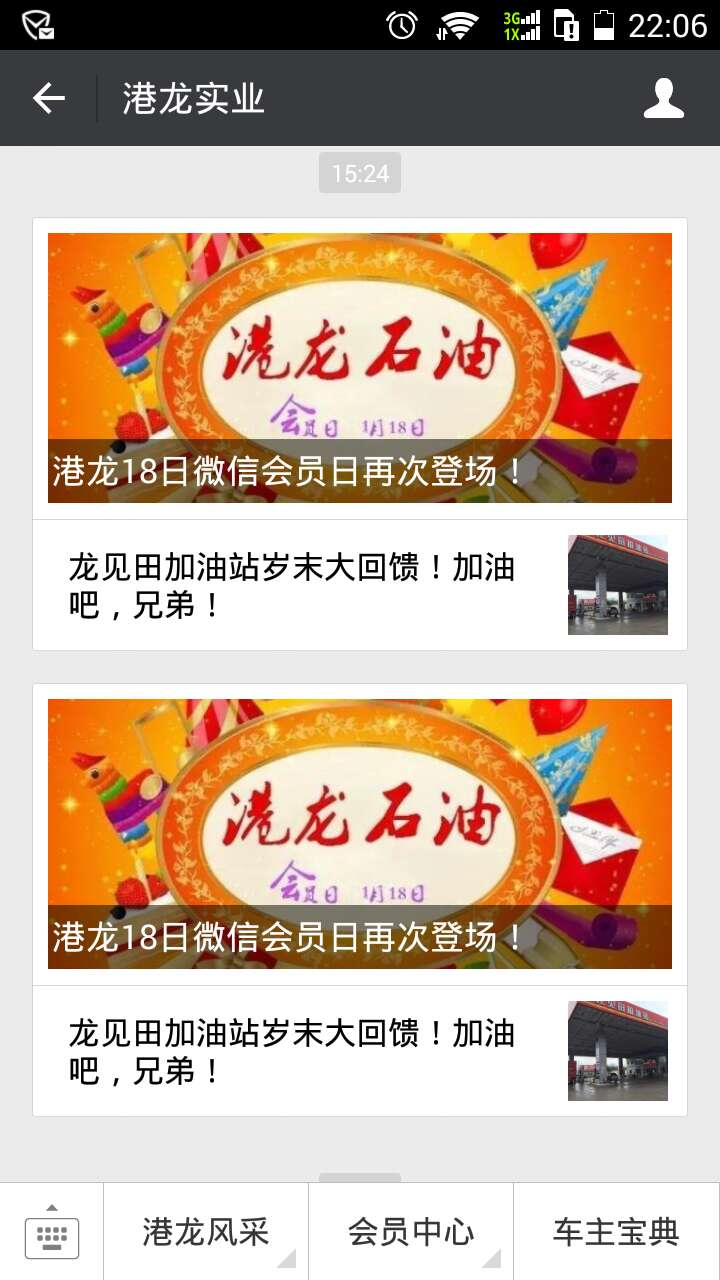 3G
1X
22:06
港龙实业
15:24
港龙石油
会员日 1月18日
港龙18日微信会员日再次登场！
龙见田加油站岁末大回馈！加油
吧，兄弟！
港龙石油
会员日 1月18日
港龙18日微信会员日再次登场！
龙见田加油站岁末大回馈！加油
吧，兄弟！
港龙风采
会员中心
车主宝典